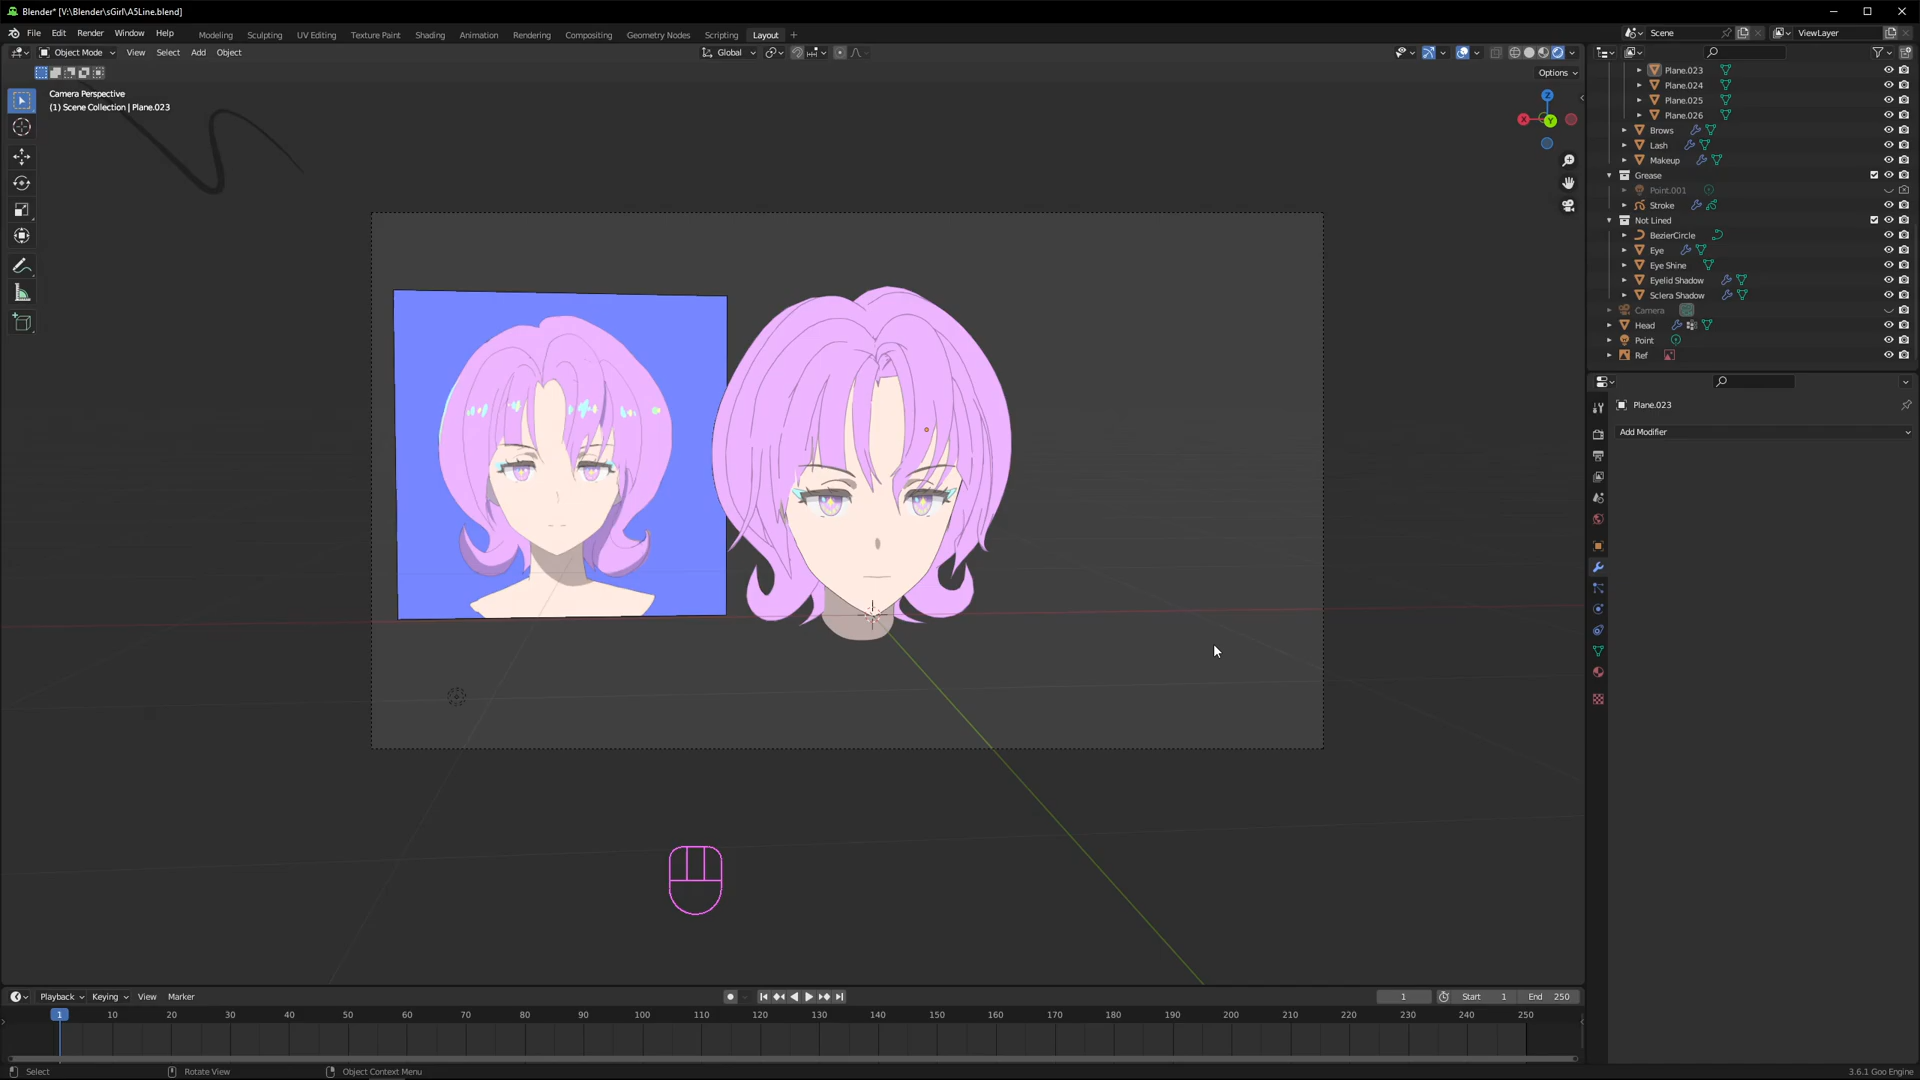 Blender* [V:\Blender\sGirl\A5Line.blend]
File Edit Render Window Help
Modeling Sculpting UV Editing Texture Paint Shading Animation Rendering Compositing Geometry Nodes Scripting Layout +
Scene
ViewLayer
Object Mode View Select Add Object
Global
Options
Camera Perspective
(1) Scene Collection | Plane.023
Z
X
Y
Plane.023
Plane.024
Plane.025
Plane.026
Brows
Lash
Makeup
Grease
Point.001
Stroke
Not Lined
BezierCircle
Eye
Eye Shine
Eyelid Shadow
Sclera Shadow
Camera
Head
Point
Ref
Plane.023
Add Modifier
Playback Keying View Marker
1
Start 1
End 250
1 10 20 30 40 50 60 70 80 90 100 110 120 130 140 150 160 170 180 190 200 210 220 230 240 250
Select
Rotate View
Object Context Menu
3.6.1 Goo Engine